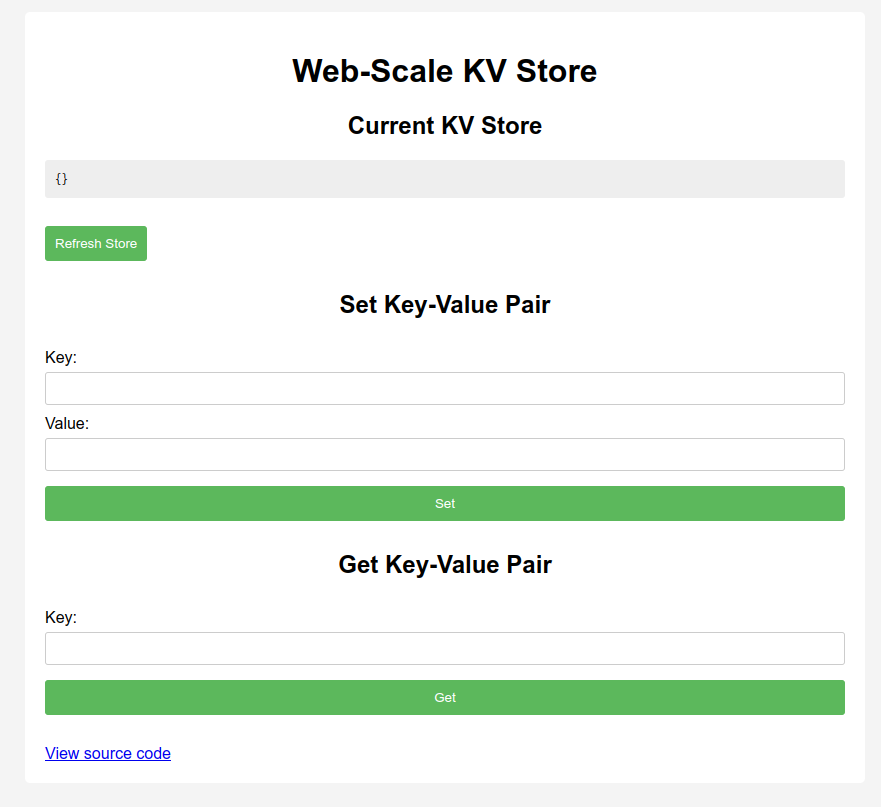 Web-Scale KV Store
Current KV Store
{}
Refresh Store
Set Key-Value Pair
Key:
Value:
Set
Get Key-Value Pair
Key:
Get
View source code